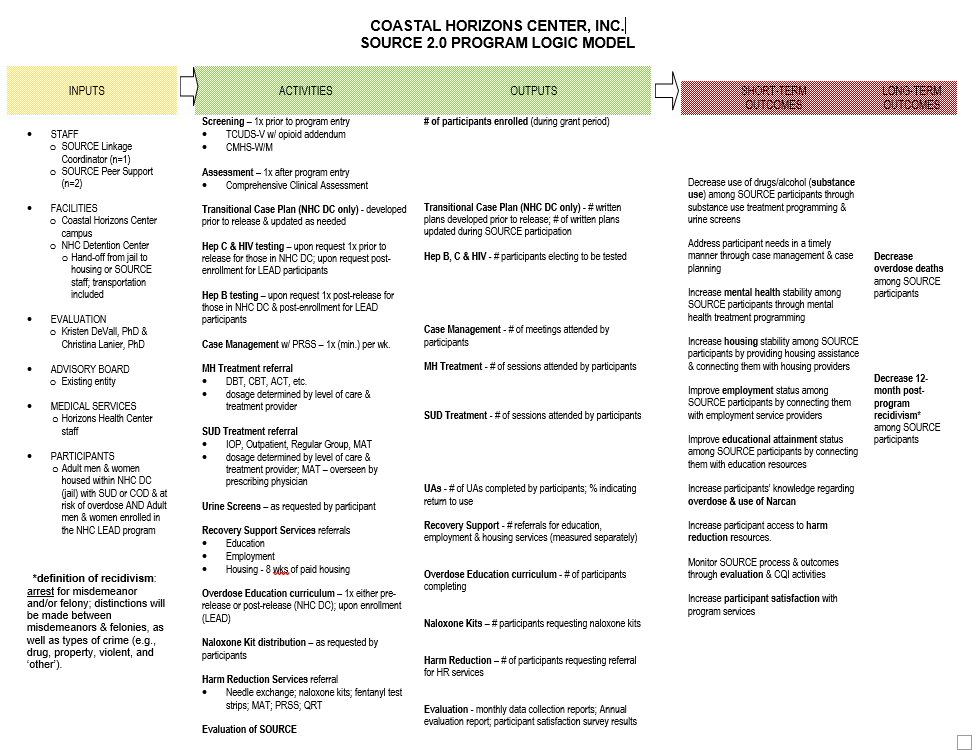 COASTAL HORIZONS CENTER, INC.
SOURCE 2.0 PROGRAM LOGIC MODEL
INPUTS
• STAFF
o SOURCE Linkage
Coordinator (n=1)
o SOURCE Peer Support
(n=2)
• FACILITIES
o Coastal Horizons Center
campus
o NHC Detention Center
o Hand-off from jail to
housing or SOURCE
staff; transportation
included
• EVALUATION
o Kristen DeVall, PhD &
Christina Lanier, PhD
• ADVISORY BOARD
o Existing entity
• MEDICAL SERVICES
o Horizons Health Center
staff
• PARTICIPANTS
o Adult men & women
housed within NHC DC
(jail) with SUD or COD & at
risk of overdose AND Adult
men & women enrolled in
the NHC LEAD program
*definition of recidivism:
arrest for misdemeanor
and/or felony; distinctions will
be made between
misdemeanors & felonies, as
well as types of crime (e.g.,
drug, property, violent, and
‘other’).
ACTIVITIES
Screening – 1x prior to program entry
• TCUDS-V w/ opioid addendum
• CMHS-W/M
Assessment – 1x after program entry
• Comprehensive Clinical Assessment
Transitional Case Plan (NHC DC only) - developed
prior to release & updated as needed
Hep C & HIV testing – upon request 1x prior to
release for those in NHC DC; upon request post-
enrollment for LEAD participants
Hep B testing – upon request 1x post-release for
those in NHC DC & post-enrollment for LEAD
participants
Case Management w/ PRSS – 1x (min.) per wk.
MH Treatment referral
• DBT, CBT, ACT, etc.
• dosage determined by level of care &
treatment provider
SUD Treatment referral
• IOP, Outpatient, Regular Group, MAT
• dosage determined by level of care &
treatment provider; MAT – overseen by
prescribing physician
Urine Screens – as requested by participant
Recovery Support Services referrals
• Education
• Employment
• Housing - 8 wks of paid housing
Overdose Education curriculum – 1x either pre-
release or post-release (NHC DC); upon enrollment
(LEAD)
Naloxone Kit distribution – as requested by
participants
Harm Reduction Services referral
• Needle exchange; naloxone kits; fentanyl test
strips; MAT; PRSS; QRT
Evaluation of SOURCE
OUTPUTS
# of participants enrolled (during grant period)
Transitional Case Plan (NHC DC only) - # written
plans developed prior to release; # of written plans
updated during SOURCE participation
Hep B, C & HIV - # participants electing to be tested
Case Management - # of meetings attended by
participants
MH Treatment - # of sessions attended by participants
SUD Treatment - # of sessions attended by participants
UAs - # of UAs completed by participants; % indicating
return to use
Recovery Support - # referrals for education,
employment & housing services (measured separately)
Overdose Education curriculum - # of participants
completing
Naloxone Kits – # participants requesting naloxone kits
Harm Reduction – # of participants requesting referral
for HR services
Evaluation - monthly data collection reports; Annual
evaluation report; participant satisfaction survey results
SHORT-TERM
OUTCOMES
Decrease use of drugs/alcohol (substance
use) among SOURCE participants through
substance use treatment programming &
urine screens
Address participant needs in a timely
manner through case management & case
planning
Increase mental health stability among
SOURCE participants through mental
health treatment programming
Increase housing stability among SOURCE
participants by providing housing assistance
& connecting them with housing providers
Improve employment status among
SOURCE participants by connecting them
with employment service providers
Improve educational attainment status
among SOURCE participants by connecting
them with education resources
Increase participants’ knowledge regarding
overdose & use of Narcan
Increase participant access to harm
reduction resources.
Monitor SOURCE process & outcomes
through evaluation & CQI activities
Increase participant satisfaction with
program services
LONG-TERM
OUTCOMES
Decrease
overdose deaths
among SOURCE
participants
Decrease 12-
month post-
program
recidivism*
among SOURCE
participants